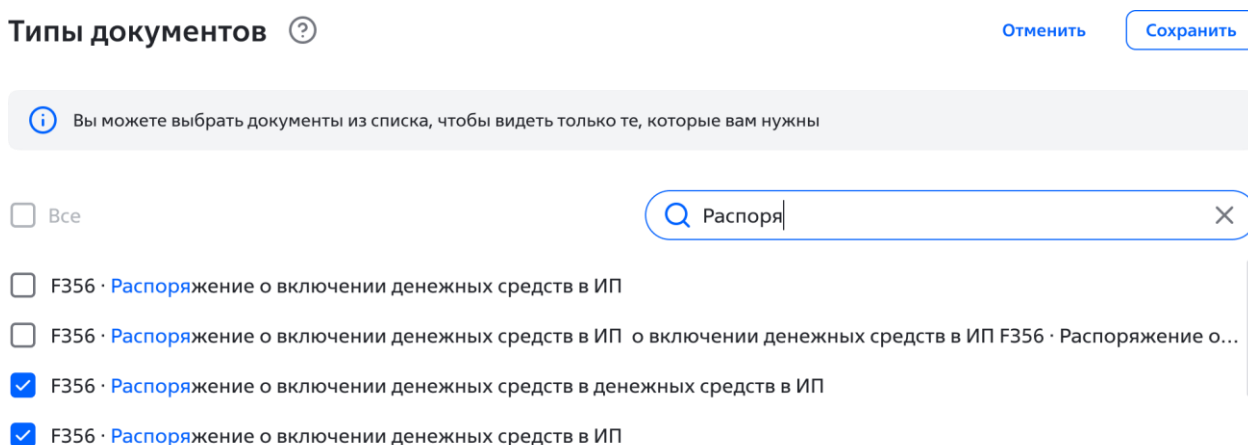 Типы документов ?
Отменить
Сохранить
Вы можете выбрать документы из списка, чтобы видеть только те, которые вам нужны
Все
Распоря
F356 · Распоряжение о включении денежных средств в ИП
F356 · Распоряжение о включении денежных средств в ИП о включении денежных средств в ИП F356 · Распоряжение о...
F356 · Распоряжение о включении денежных средств в денежных средств в ИП
F356 · Распоряжение о включении денежных средств в ИП